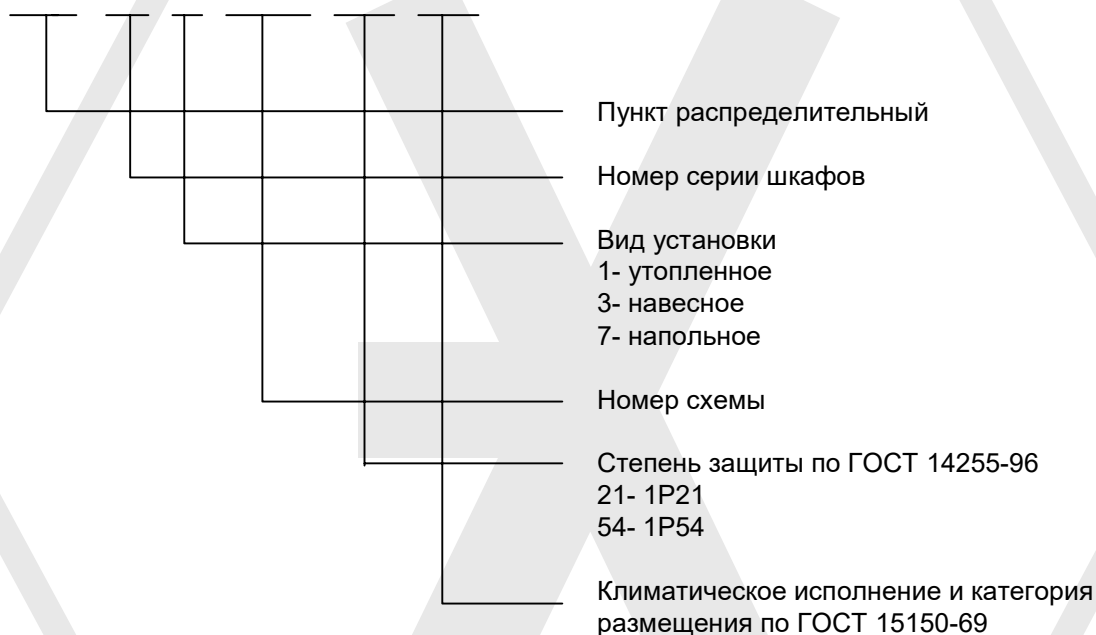 Пункт распределительный
Номер серии шкафов
Вид установки
1- утопленное
3- навесное
7- напольное
Номер схемы
Степень защиты по ГОСТ 14255-96
21- 1Р21
54- 1Р54
Климатическое исполнение и категория
размещения по ГОСТ 15150-69